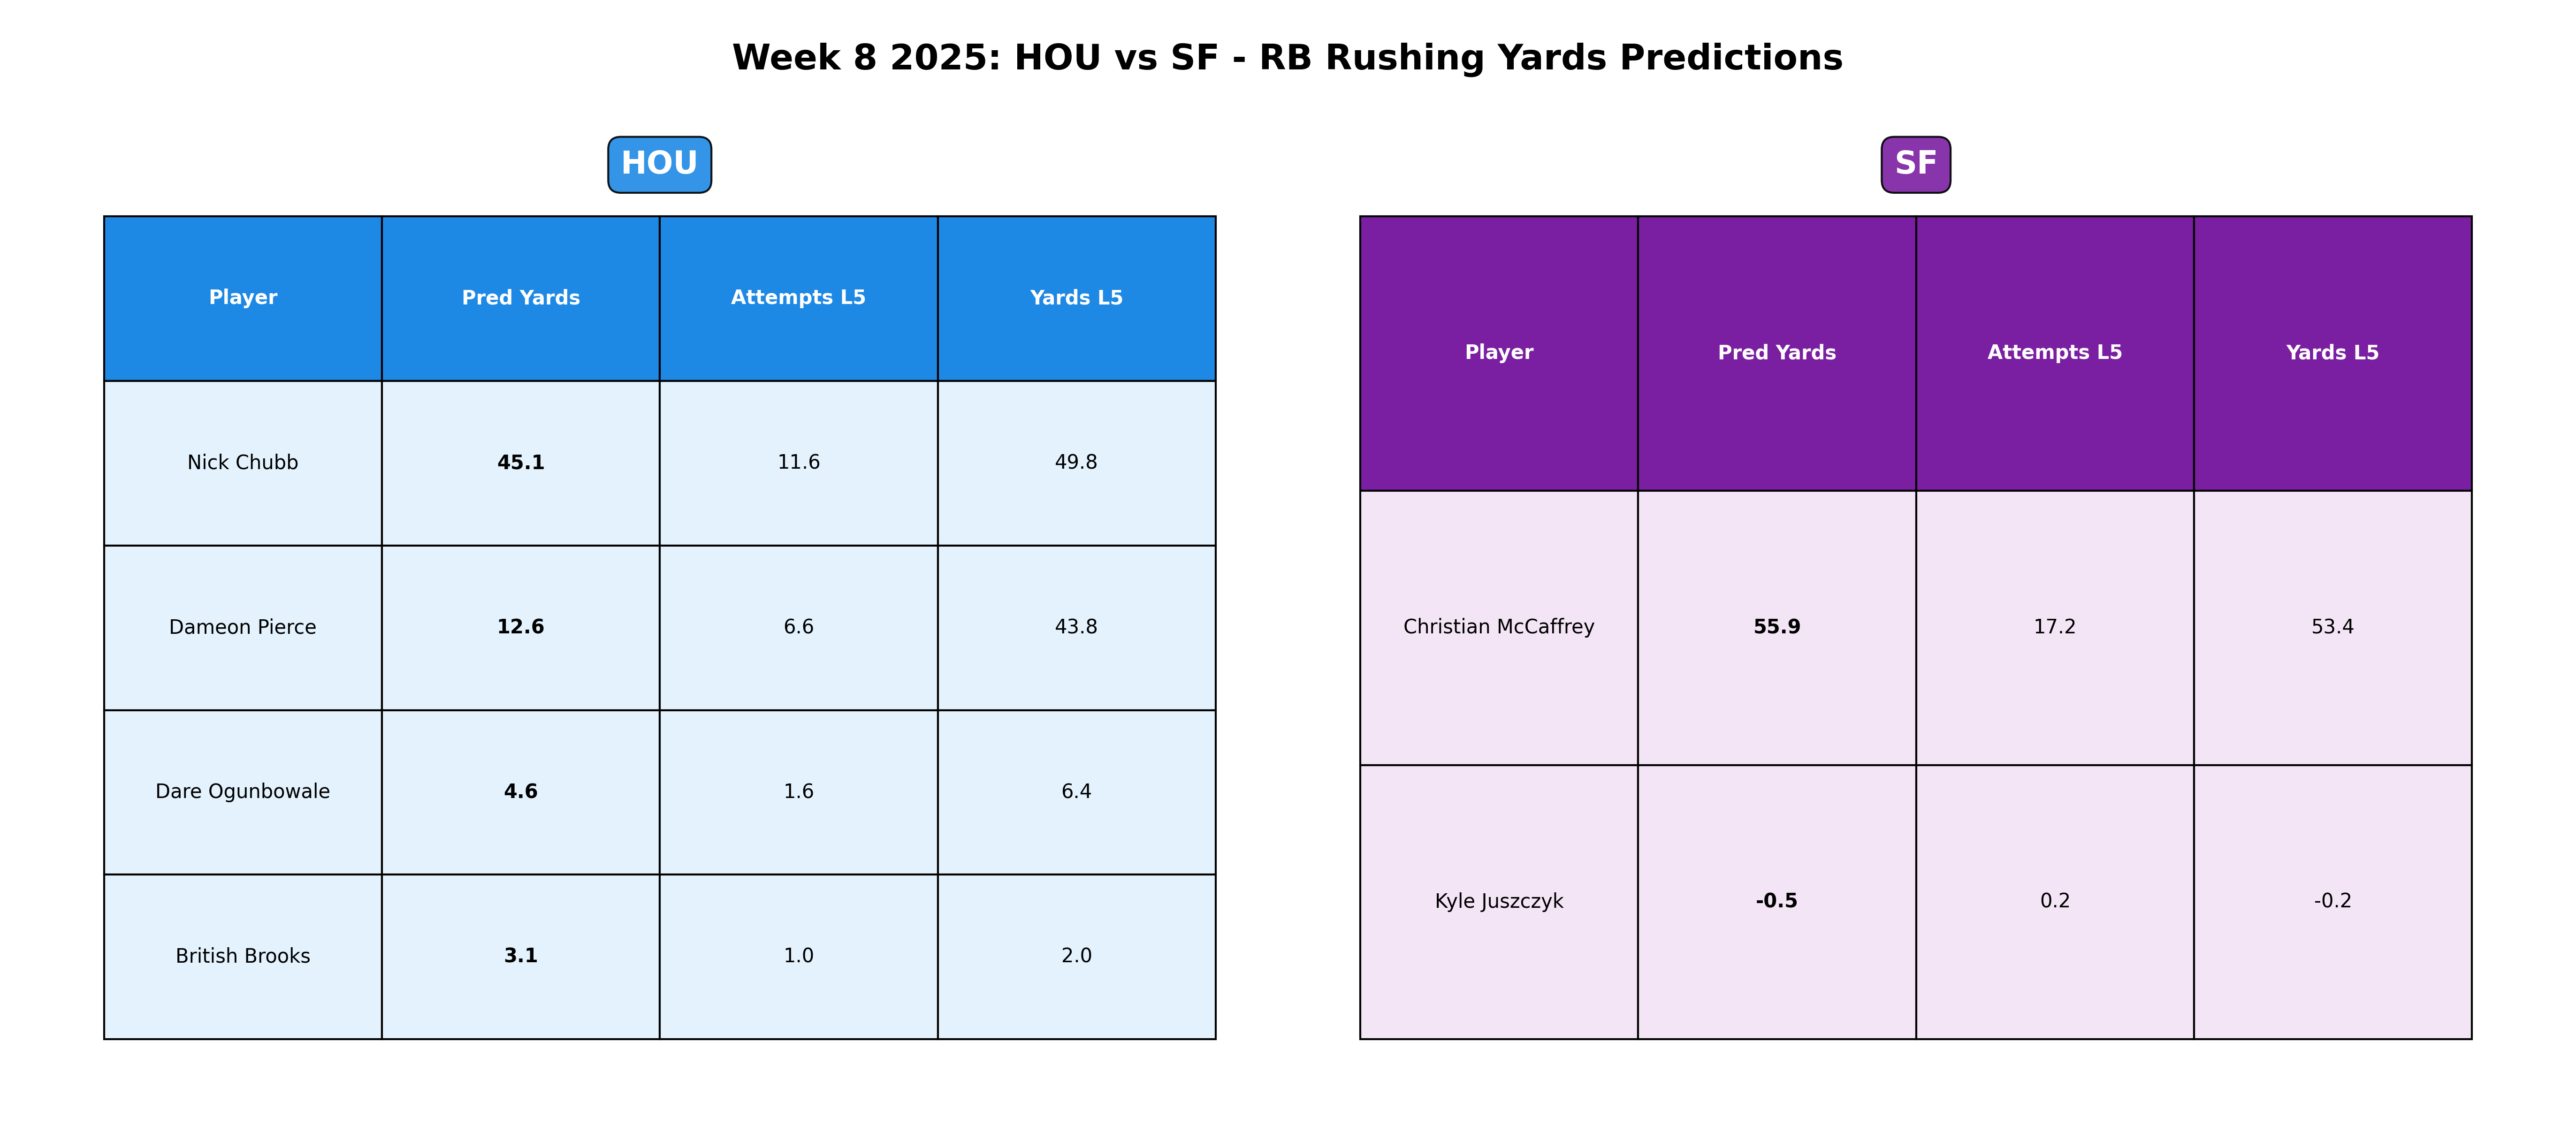 Week 8 2025: HOU vs SF - RB Rushing Yards Predictions
HOU
Player Pred Yards Attempts L5 Yards L5
Nick Chubb 45.1 11.6 49.8
Dameon Pierce 12.6 6.6 43.8
Dare Ogunbowale 4.6 1.6 6.4
British Brooks 3.1 1.0 2.0
SF
Player Pred Yards Attempts L5 Yards L5
Christian McCaffrey 55.9 17.2 53.4
Kyle Juszczyk -0.5 0.2 -0.2